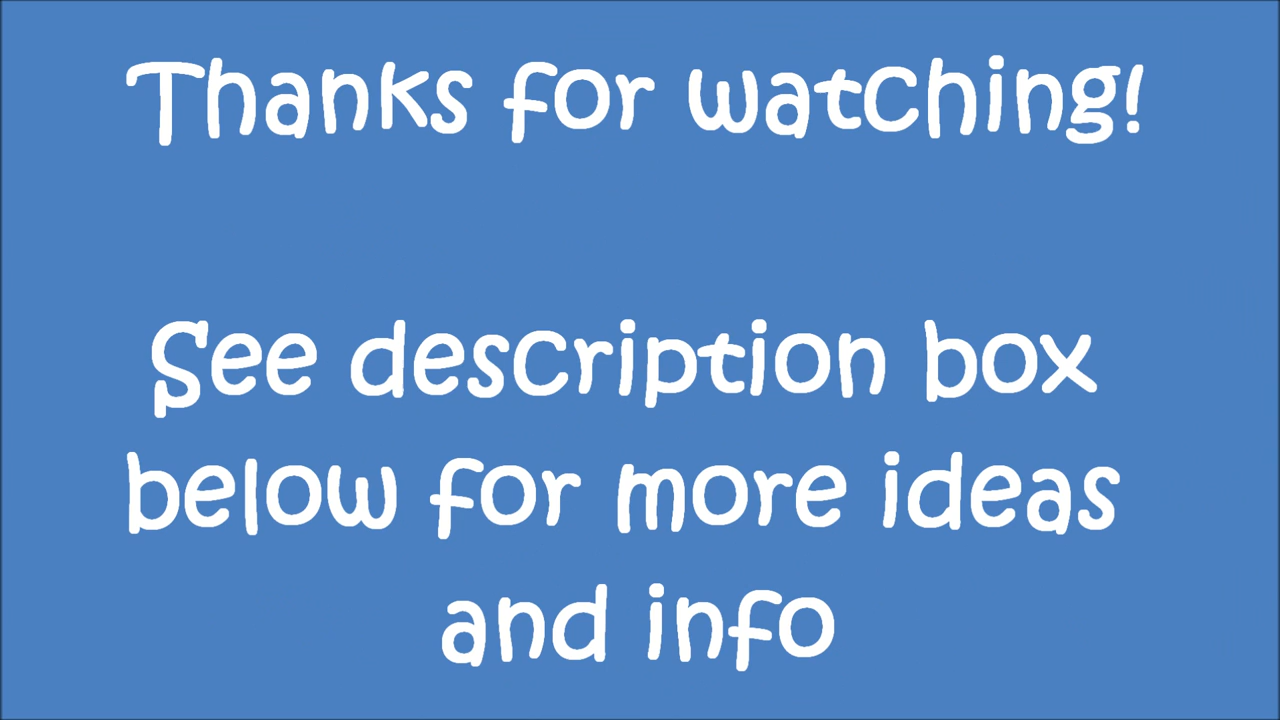 Thanks for watching!
See description box
below for more ideas
and info